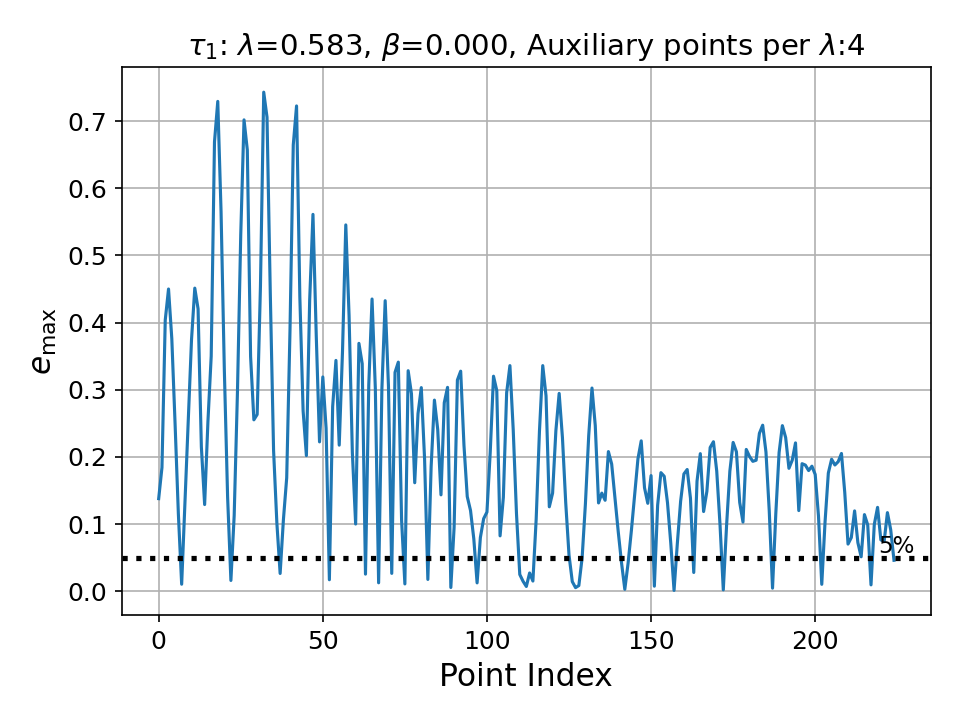 τ₁: λ=0.583, β=0.000, Auxiliary points per λ:4
e_max
0.7
0.6
0.5
0.4
0.3
0.2
0.1
0.0
5%
0 50 100 150 200
Point Index